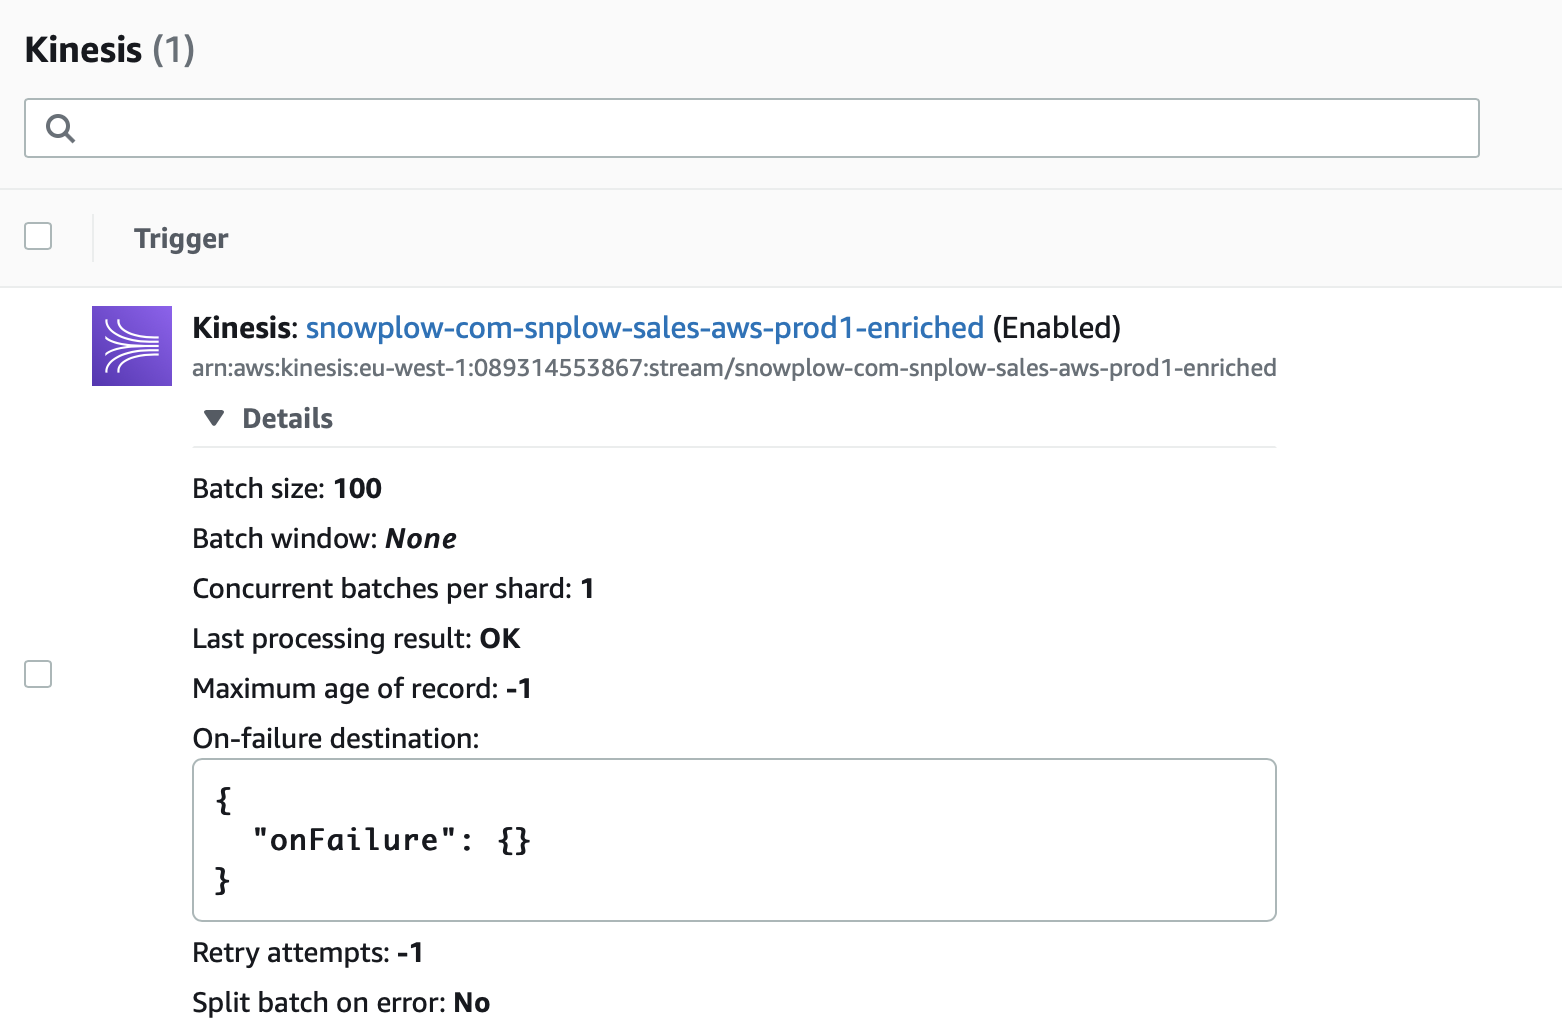 Kinesis (1)
Trigger
Kinesis: snowplow-com-snplow-sales-aws-prod1-enriched (Enabled)
arn:aws:kinesis:eu-west-1:089314553867:stream/snowplow-com-snplow-sales-aws-prod1-enriched
Details
Batch size: 100
Batch window: None
Concurrent batches per shard: 1
Last processing result: OK
Maximum age of record: -1
On-failure destination:
{
  "onFailure": {}
}
Retry attempts: -1
Split batch on error: No